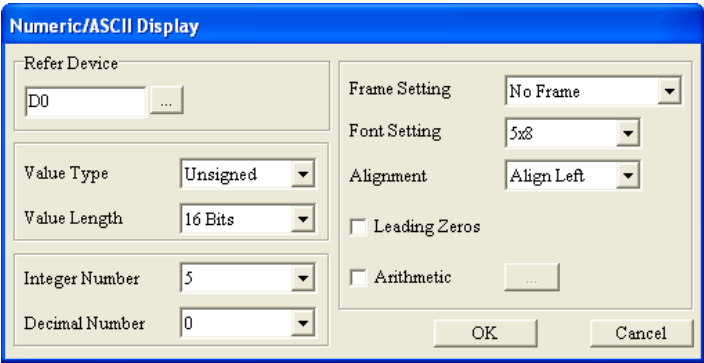 Numeric/ASCII Display
Refer Device
D0
...
Value Type
Unsigned
Value Length
16 Bits
Integer Number
5
Decimal Number
0
Frame Setting
No Frame
Font Setting
5x8
Alignment
Align Left
Leading Zeros
Arithmetic
...
OK
Cancel